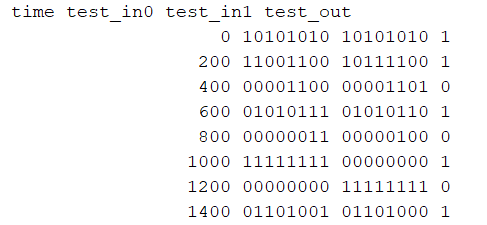 time test_in0 test_in1 test_out
0 10101010 10101010 1
200 11001100 10111100 1
400 00001100 00001101 0
600 01010111 01010110 1
800 00000011 00000100 0
1000 11111111 00000000 1
1200 00000000 11111111 0
1400 01101001 01101000 1